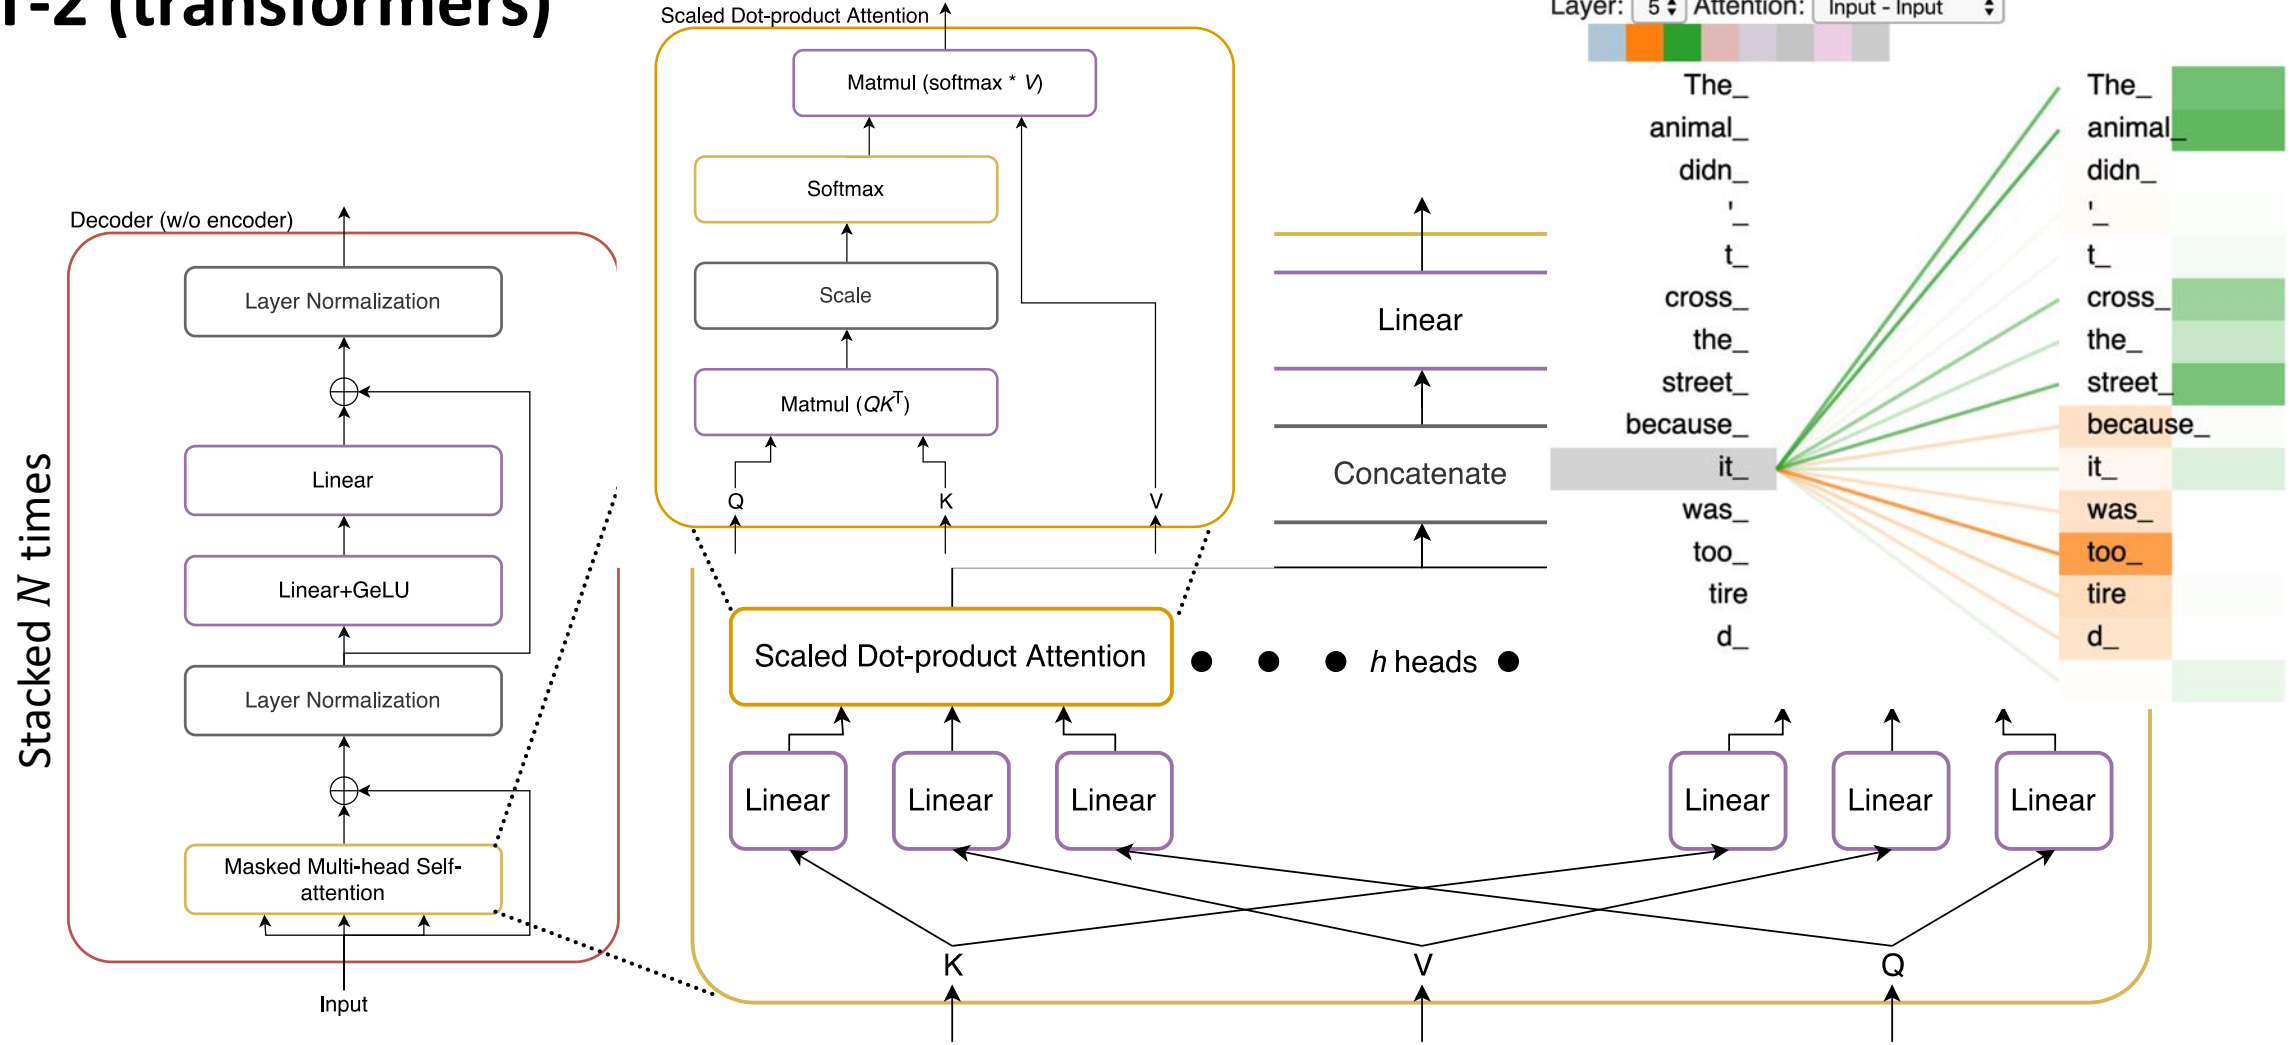 T-2 (transformers)
Stacked N times
Decoder (w/o encoder)
Layer Normalization
Linear
Linear+GeLU
Layer Normalization
Masked Multi-head Self-
attention
Input
Scaled Dot-product Attention
Matmul (softmax * V)
Softmax
Scale
Matmul (QKᵀ)
Q K V
Linear
Concatenate
Scaled Dot-product Attention
h heads
Linear Linear Linear
Linear Linear Linear
K V Q
Layer: 5 Attention: Input - Input
The_
animal_
didn_
'_
t_
cross_
the_
street_
because_
it_
was_
too_
tire
d_
The_
animal_
didn_
'_
t_
cross_
the_
street_
because_
it_
was_
too_
tire
d_